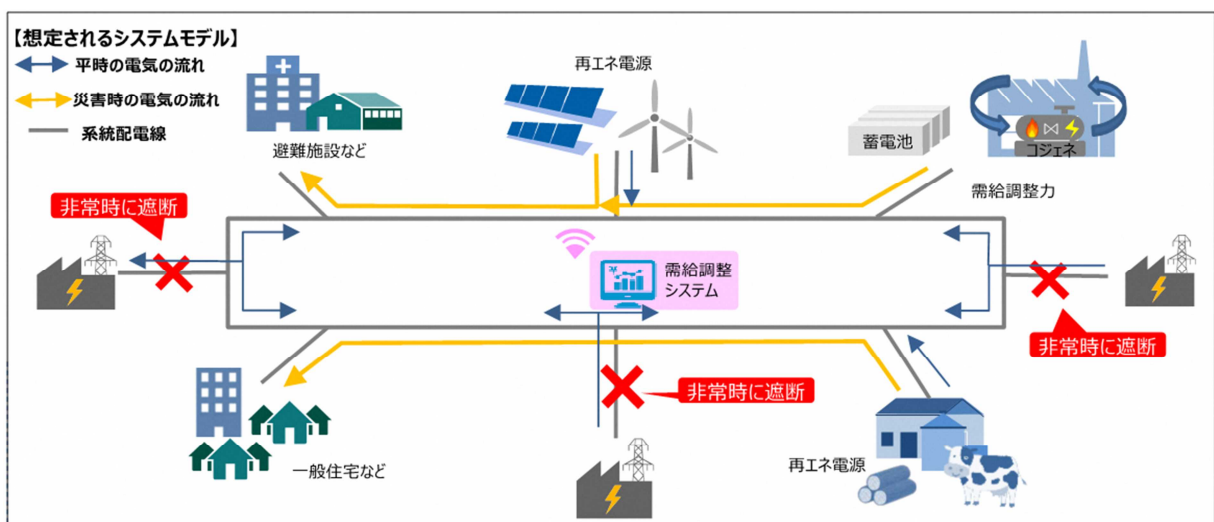 【想定されるシステムモデル】
平時の電気の流れ
災害時の電気の流れ
系統配電線
避難施設など
再エネ電源
蓄電池
コジェネ
需給調整力
非常時に遮断
需給調整
システム
非常時に遮断
非常時に遮断
一般住宅など
再エネ電源